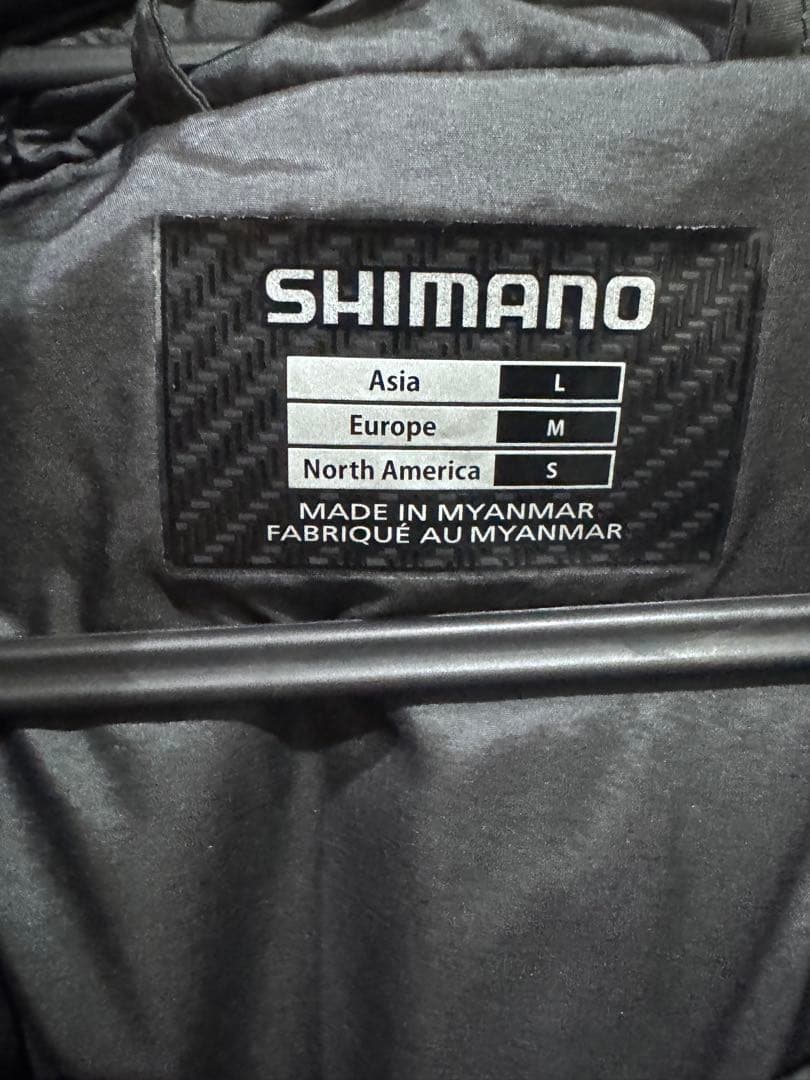 SHIMANO
Asia L
Europe M
North America S
MADE IN MYANMAR
FABRIQUÉ AU MYANMAR